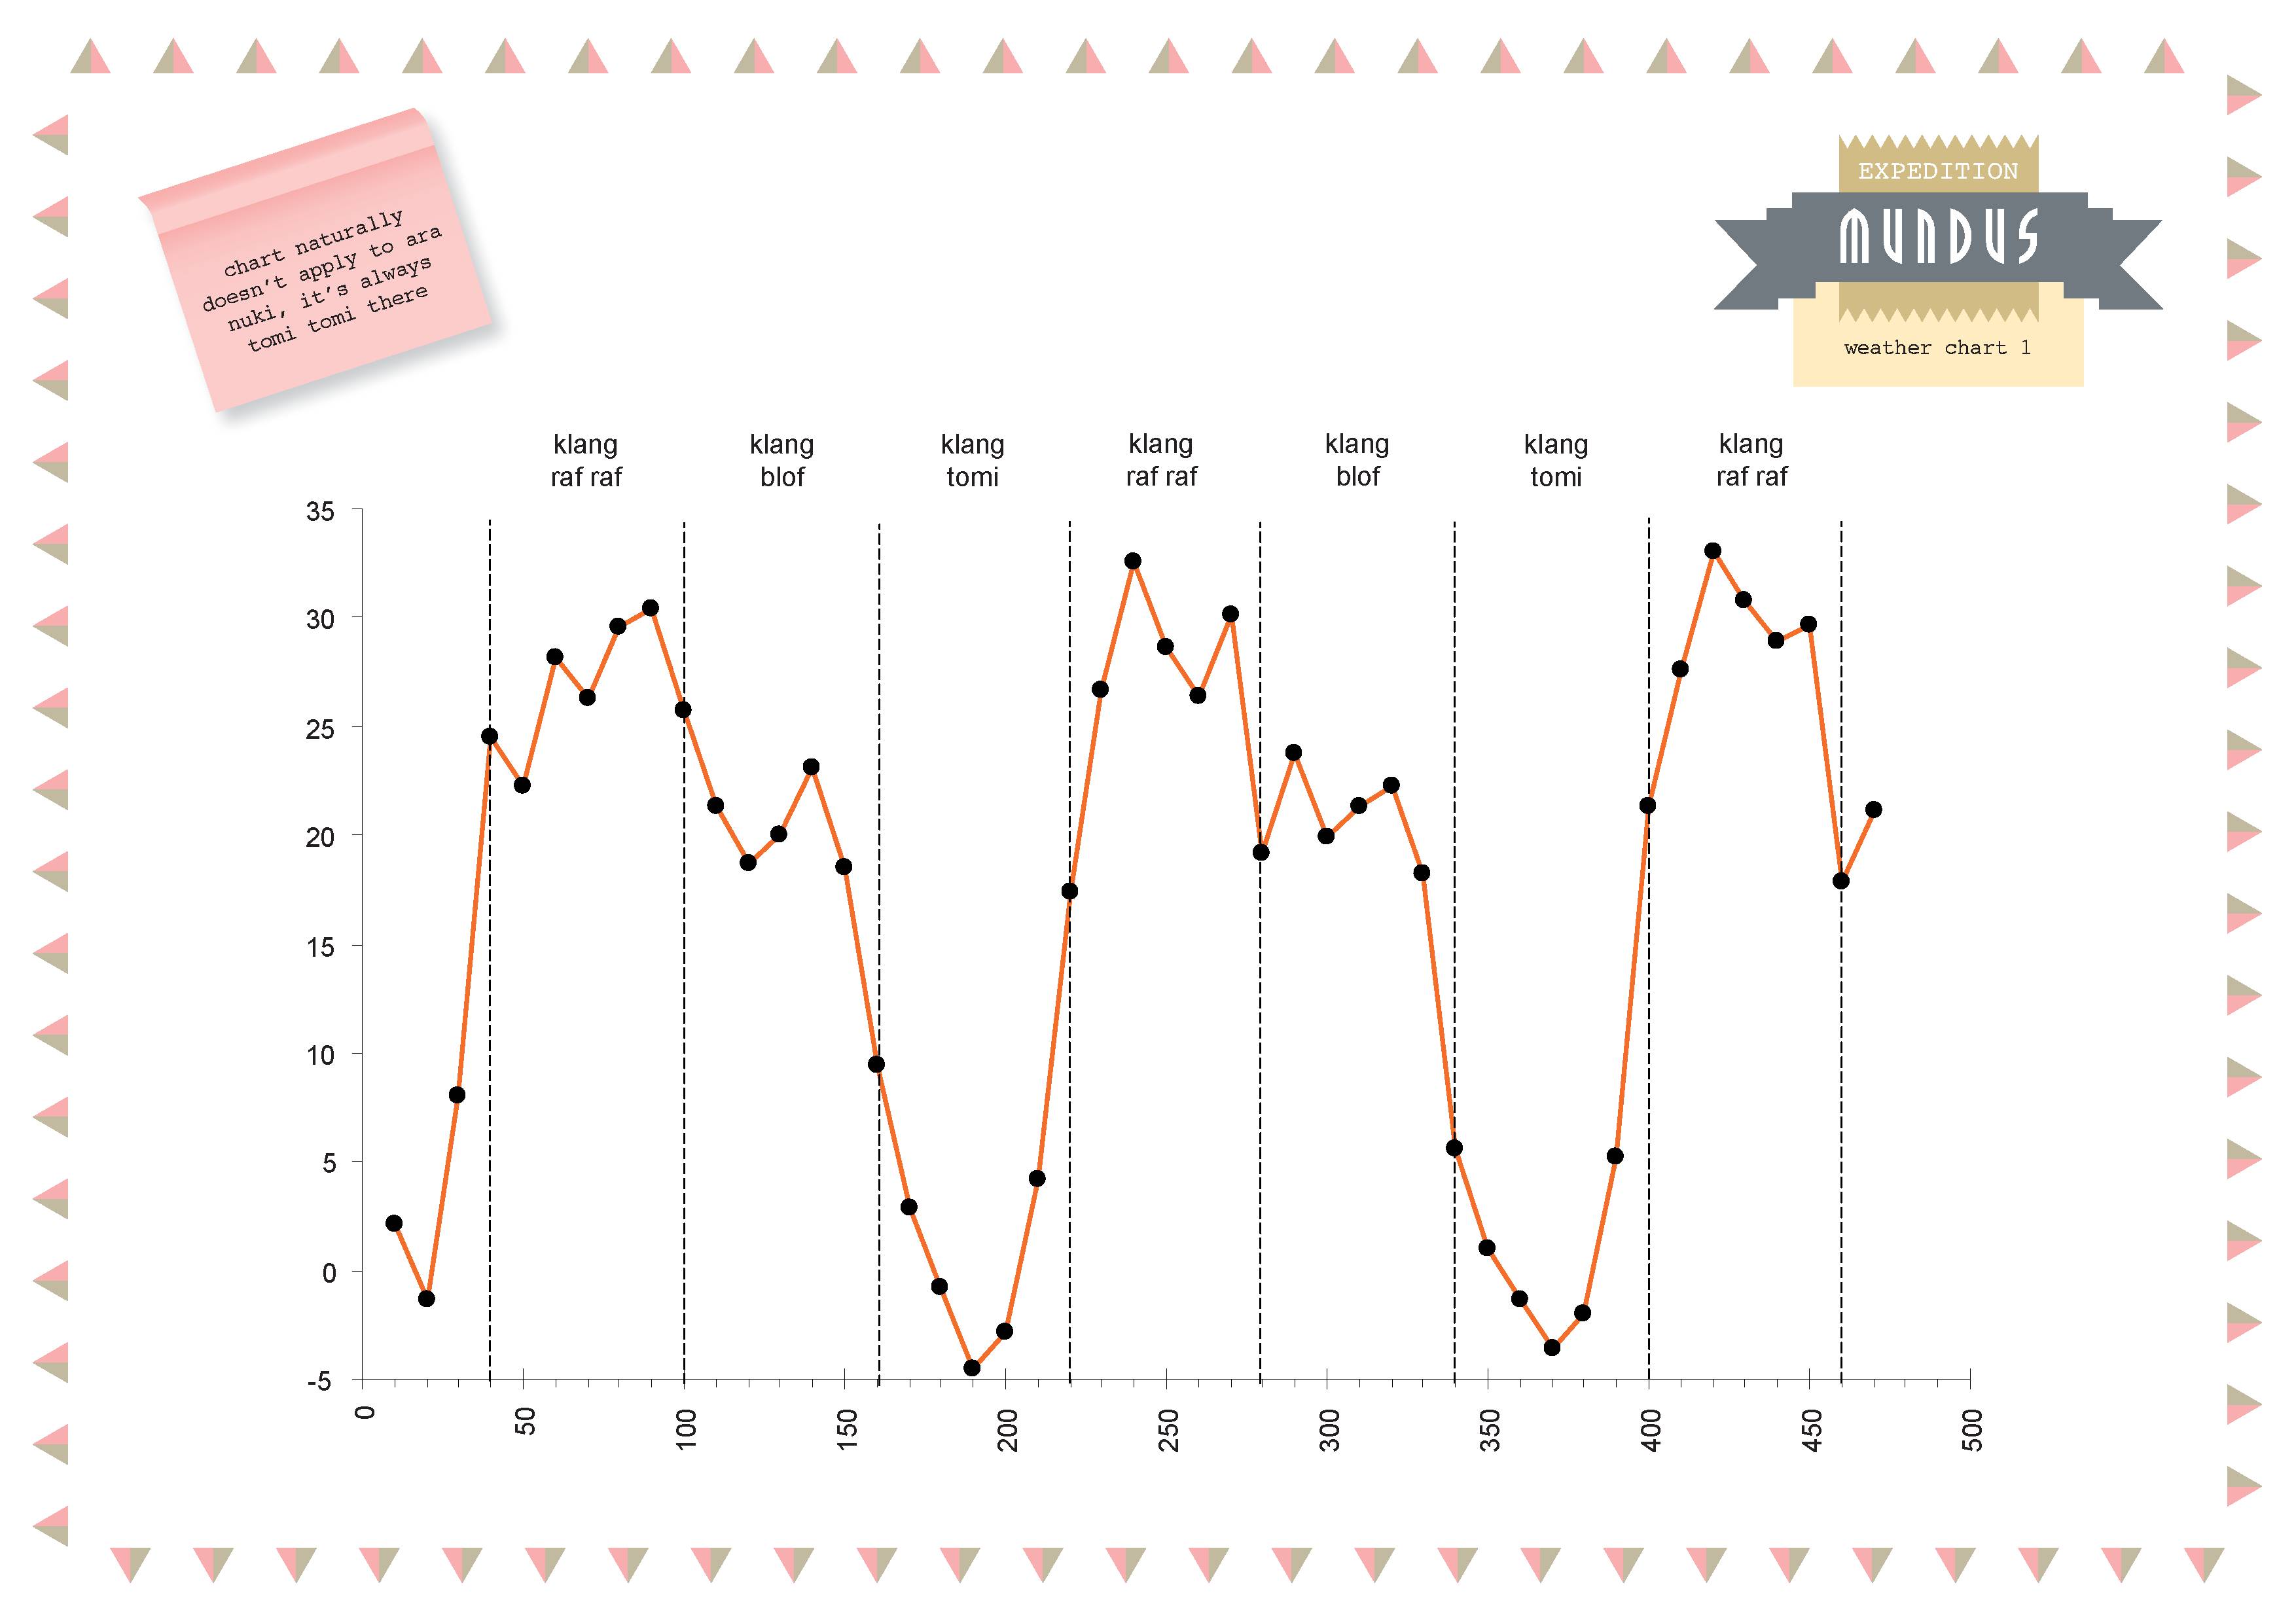 chart naturally
doesn't apply to ara
nuki, it's always
tomi tomi there
EXPEDITION
MUNDUS
weather chart 1
klang
raf raf
klang
blof
klang
tomi
klang
raf raf
klang
blof
klang
tomi
klang
raf raf
35
30
25
20
15
10
5
0
-5
0
50
100
150
200
250
300
350
400
450
500